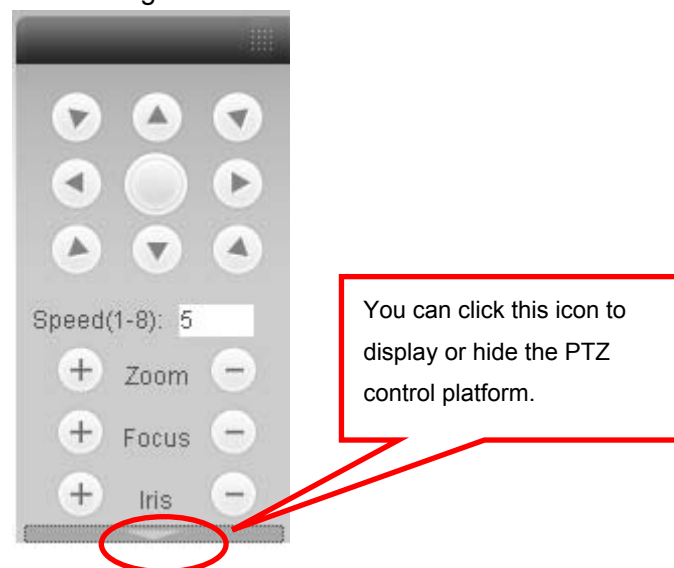 Speed(1-8): 5
+ Zoom −
+ Focus −
+ Iris −
You can click this icon to
display or hide the PTZ
control platform.